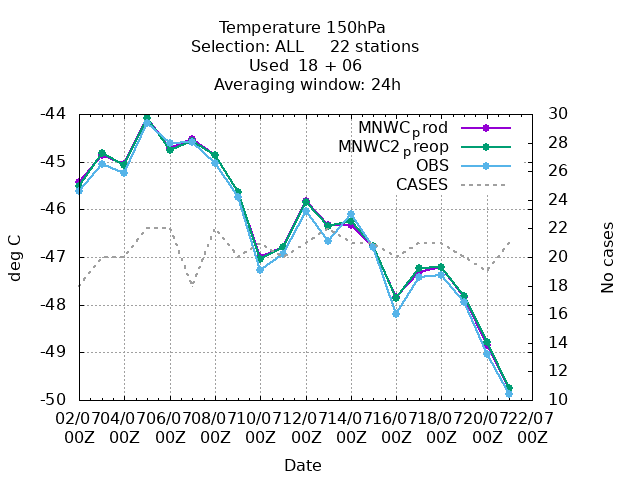 Temperature 150hPa
Selection: ALL 22 stations
Used 18 + 06
Averaging window: 24h
-44
-45
-46
-47
-48
-49
-50
deg C
MNWC_prod
MNWC2_preop
OBS
CASES
30
28
26
24
22
20
18
16
14
12
10
No cases
02/07 04/07 06/07 08/07 10/07 12/07 14/07 16/07 18/07 20/07 22/07
00Z 00Z 00Z 00Z 00Z 00Z 00Z 00Z 00Z 00Z 00Z
Date